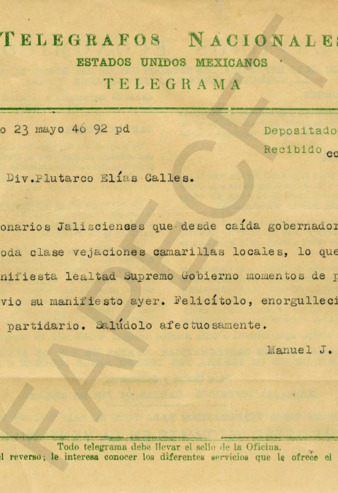 TELEGRAFOS NACIONALES
ESTADOS UNIDOS MEXICANOS
TELEGRAMA
o 23 mayo 46 92 pd
Depositado
Recibido co
Div.Plutarco Elías Calles.
onarios Jaliscienses que desde caída gobernador
oda clase vejaciones camarillas locales, lo que
nifiesta lealtad Supremo Gobierno momentos de p
vio su manifiesto ayer. Felicítolo, enorgulleci
partidario. Salúdolo afectuosamente.
Manuel J.
Todo telegrama debe llevar el sello de la Oficina.
el reverso; le interesa conocer los diferentes servicios que le ofrece el
FAPECFT